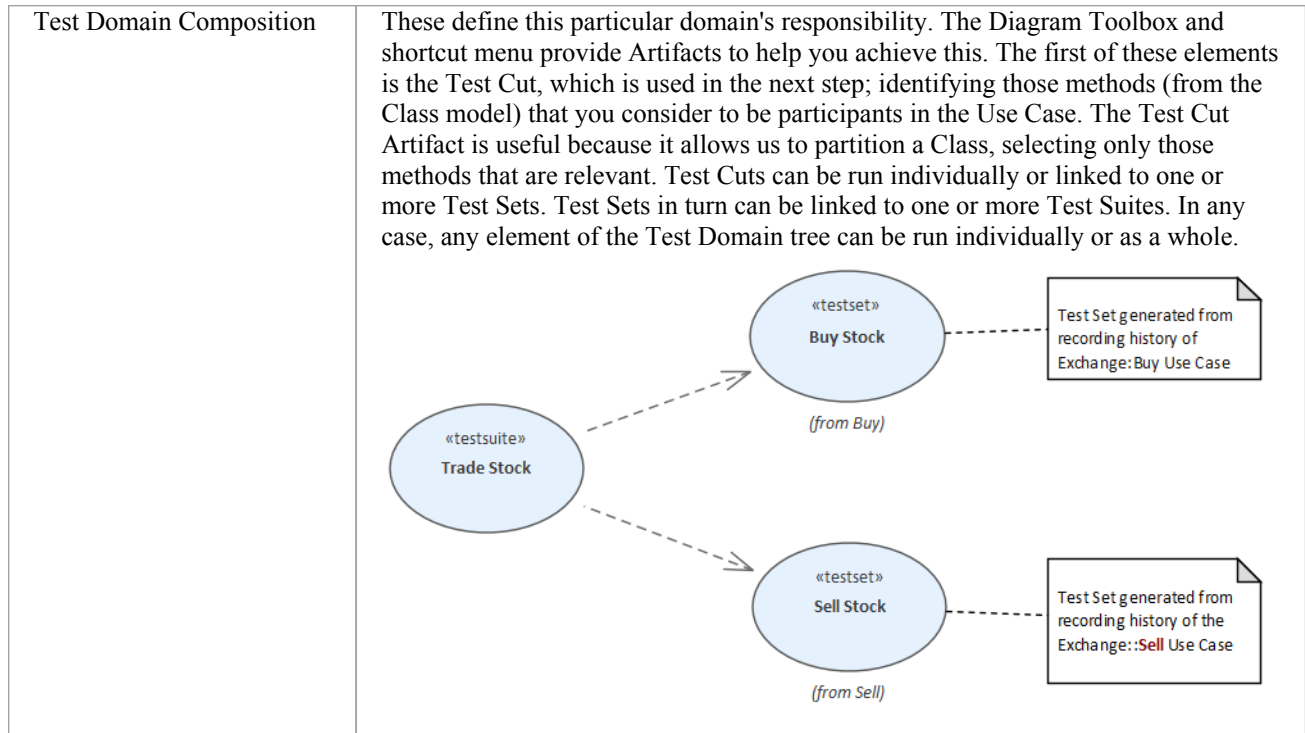 Test Domain Composition
These define this particular domain's responsibility. The Diagram Toolbox and
shortcut menu provide Artifacts to help you achieve this. The first of these elements
is the Test Cut, which is used in the next step; identifying those methods (from the
Class model) that you consider to be participants in the Use Case. The Test Cut
Artifact is useful because it allows us to partition a Class, selecting only those
methods that are relevant. Test Cuts can be run individually or linked to one or
more Test Sets. Test Sets in turn can be linked to one or more Test Suites. In any
case, any element of the Test Domain tree can be run individually or as a whole.
«testset»
Buy Stock
(from Buy)
Test Set generated from
recording history of
Exchange:Buy Use Case
«testsuite»
Trade Stock
«testset»
Sell Stock
(from Sell)
Test Set generated from
recording history of the
Exchange::Sell Use Case